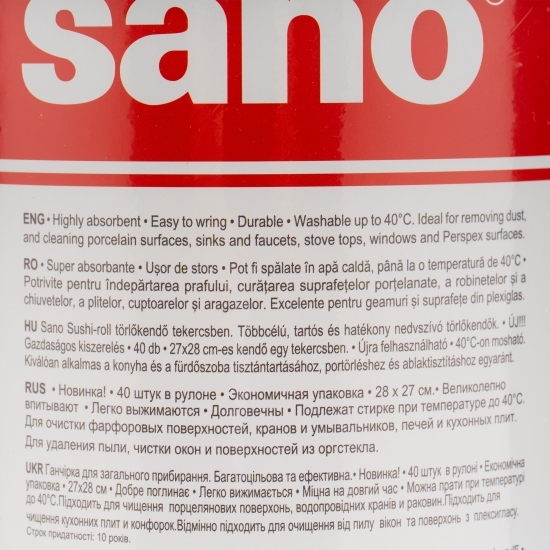 sano
ENG • Highly absorbent • Easy to wring • Durable • Washable up to 40°C. Ideal for removing dust,
and cleaning porcelain surfaces, sinks and faucets, stove tops, windows and Perspex surfaces.
RO • Super absorbante • Ușor de stors • Pot fi spălate în apă caldă, până la o temperatură de 40°C •
Potrivite pentru îndepărtarea prafului, curățarea suprafețelor porțelanate, a robinetelor și a
chiuvetelor, a plitelor, cuptoarelor și aragazelor. Excelente pentru geamuri și suprafețe din plexiglas.
HU Sano Sushi-roll törlőkendő tekercsben. Többcélú, tartós és hatékony nedvszívó törlőkendők. • ÚJ!!!
Gazdaságos kiszerelés • 40 db • 27x28 cm-es kendő egy tekercsben. • Újra felhasználható • 40°C-on mosható.
Kiválóan alkalmas a konyha és a fürdőszoba tisztántartásához, portörléshez és ablaktisztításhoz egyaránt.
RUS • Новинка! • 40 штук в рулоне • Экономичная упаковка • 28 x 27 см.• Великолепно
впитывают • Легко выжимаются • Долговечны • Подлежат стирке при температуре до 40°C.
Для очистки фарфоровых поверхностей, кранов и умывальников, печей и кухонных плит.
Для удаления пыли, чистки окон и поверхностей из оргстекла.
UKR Ганчірка для загального прибирання. Багатоцільова та ефективна.• Новинка! • 40 штук в рулоні • Економічна
упаковка • 27x28 см • Добре поглинає • Легко вижимається • Міцна на довгий час • Можна прати при температурі
до 40°C.Підходить для чищення порцелянових поверхонь, водопровідних кранів и раковин.Підходить для
чищення кухонних плит и конфорок.Відмінно підходить для очищення від пилу вікон та поверхонь з плексигласу.
Строк придатності: 10 років.